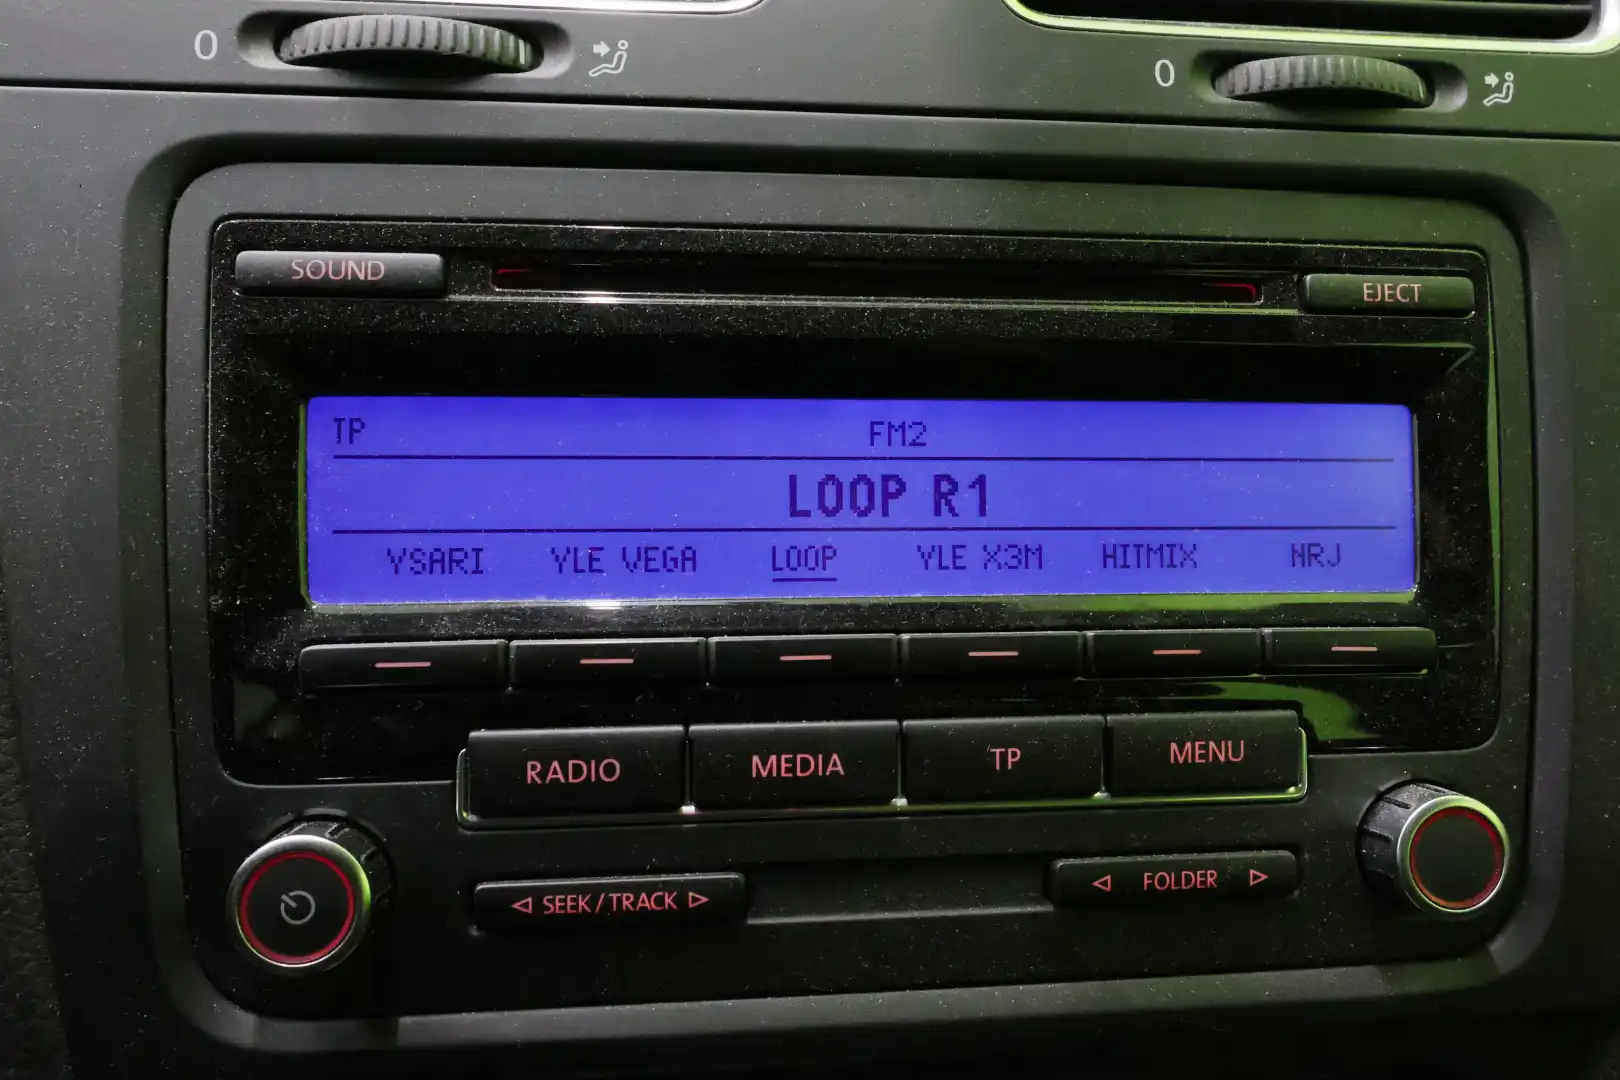 0 0
SOUND EJECT
TP FM2
LOOP R1
YSARI YLE VEGA LOOP YLE X3M HITMIX NRJ
RADIO MEDIA TP MENU
SEEK/TRACK FOLDER